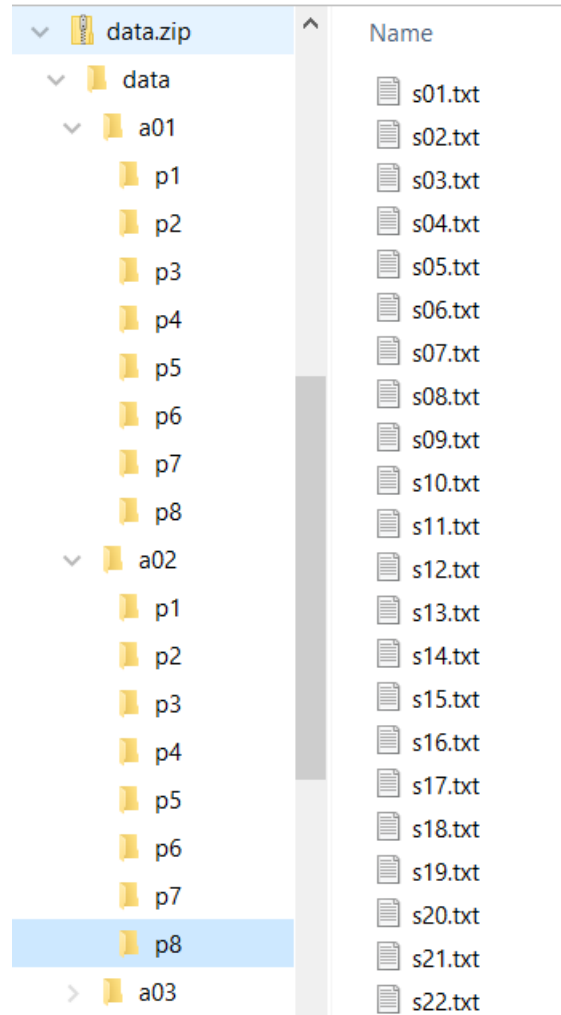 data.zip
data
a01
p1
p2
p3
p4
p5
p6
p7
p8
a02
p1
p2
p3
p4
p5
p6
p7
p8
a03
Name
s01.txt
s02.txt
s03.txt
s04.txt
s05.txt
s06.txt
s07.txt
s08.txt
s09.txt
s10.txt
s11.txt
s12.txt
s13.txt
s14.txt
s15.txt
s16.txt
s17.txt
s18.txt
s19.txt
s20.txt
s21.txt
s22.txt